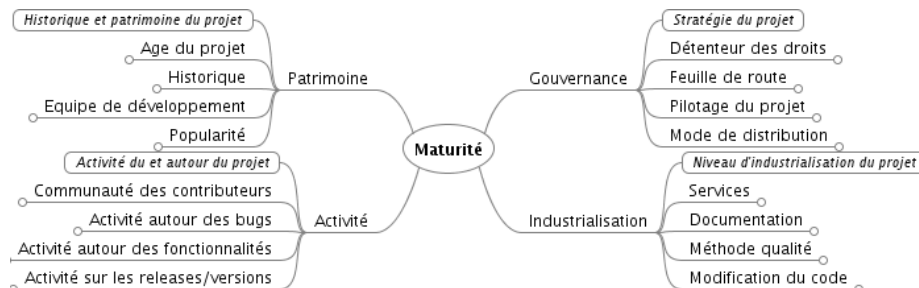 Historique et patrimoine du projet
Age du projet
Historique
Equipe de développement
Popularité
Patrimoine
Activité du et autour du projet
Communauté des contributeurs
Activité autour des bugs
Activité autour des fonctionnalités
Activité sur les releases/versions
Activité
Maturité
Stratégie du projet
Détenteur des droits
Feuille de route
Pilotage du projet
Mode de distribution
Gouvernance
Niveau d'industrialisation du projet
Services
Documentation
Méthode qualité
Modification du code
Industrialisation